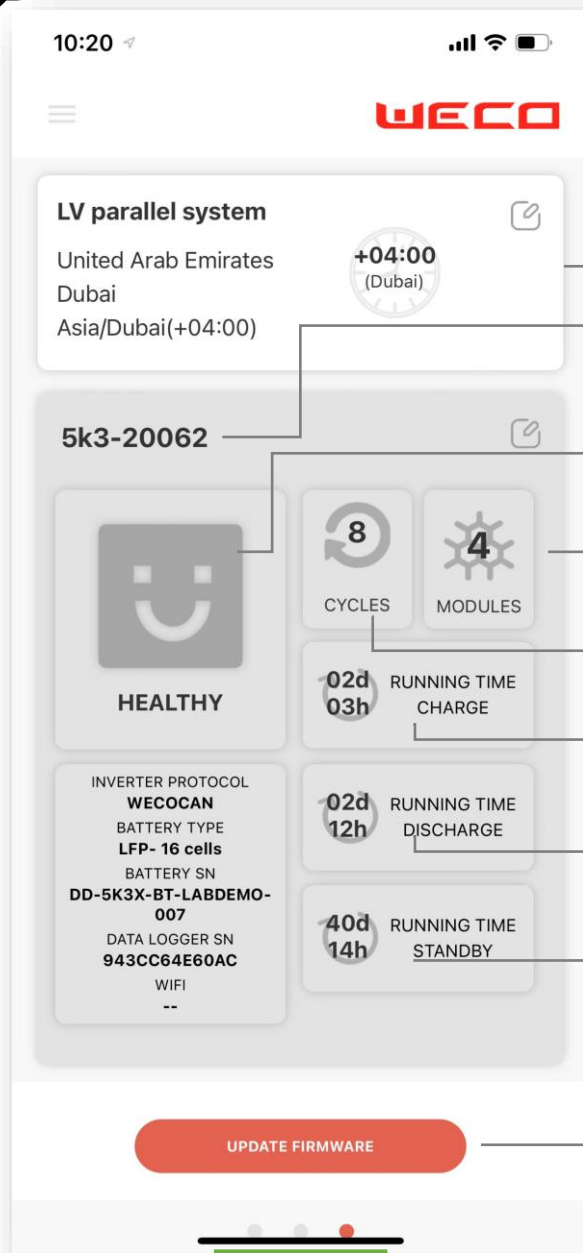 10:20
WECO
LV parallel system
United Arab Emirates
Dubai
Asia/Dubai(+04:00)
+04:00
(Dubai)
5k3-20062
HEALTHY
8
CYCLES
4
MODULES
02d
03h
RUNNING TIME
CHARGE
INVERTER PROTOCOL
WECOCAN
BATTERY TYPE
LFP- 16 cells
BATTERY SN
DD-5K3X-BT-LABDEMO-
007
DATA LOGGER SN
943CC64E60AC
WIFI
--
02d
12h
RUNNING TIME
DISCHARGE
40d
14h
RUNNING TIME
STANDBY
UPDATE FIRMWARE